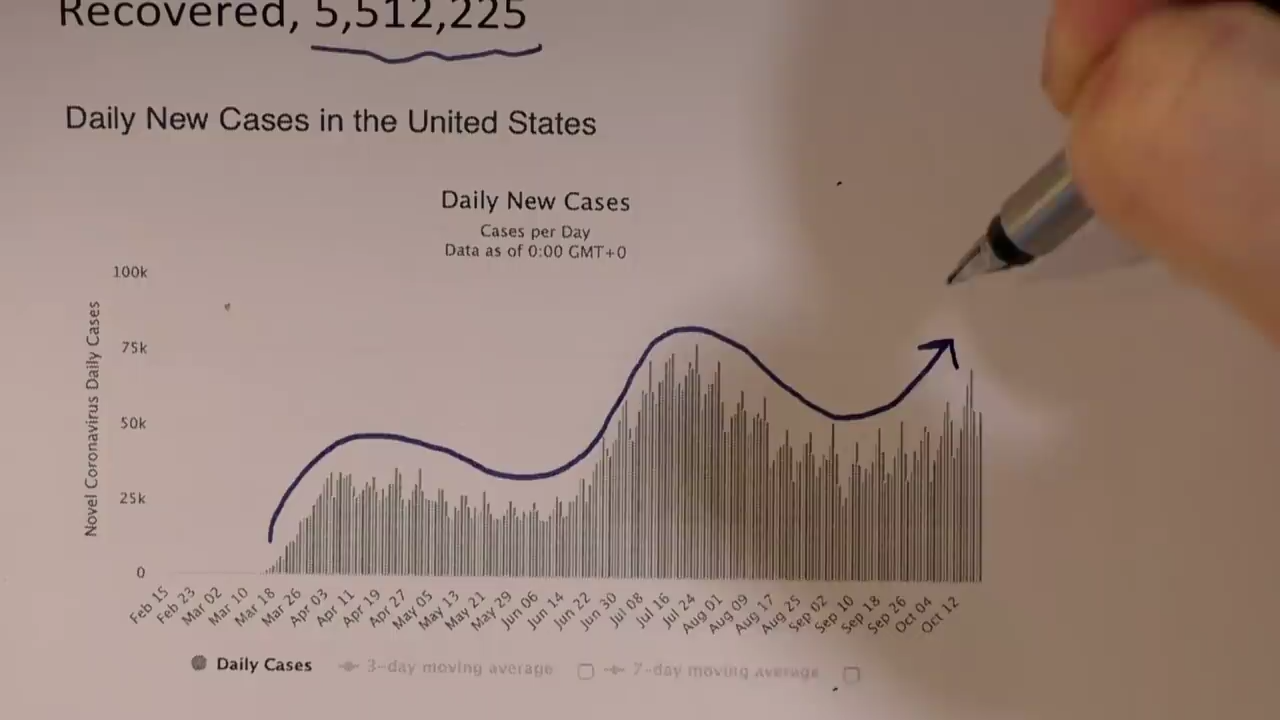 Recovered, 5,512,225
Daily New Cases in the United States
Daily New Cases
Cases per Day
Data as of 0:00 GMT+0
Novel Coronavirus Daily Cases
100k
75k
50k
25k
0
Feb 15
Feb 23
Mar 02
Mar 10
Mar 18
Mar 26
Apr 03
Apr 11
Apr 19
Apr 27
May 05
May 13
May 21
May 29
Jun 06
Jun 14
Jun 22
Jun 30
Jul 08
Jul 16
Jul 24
Aug 01
Aug 09
Aug 17
Aug 25
Sep 02
Sep 10
Sep 18
Sep 26
Oct 04
Oct 12
Daily Cases 3-day moving average 7-day moving average